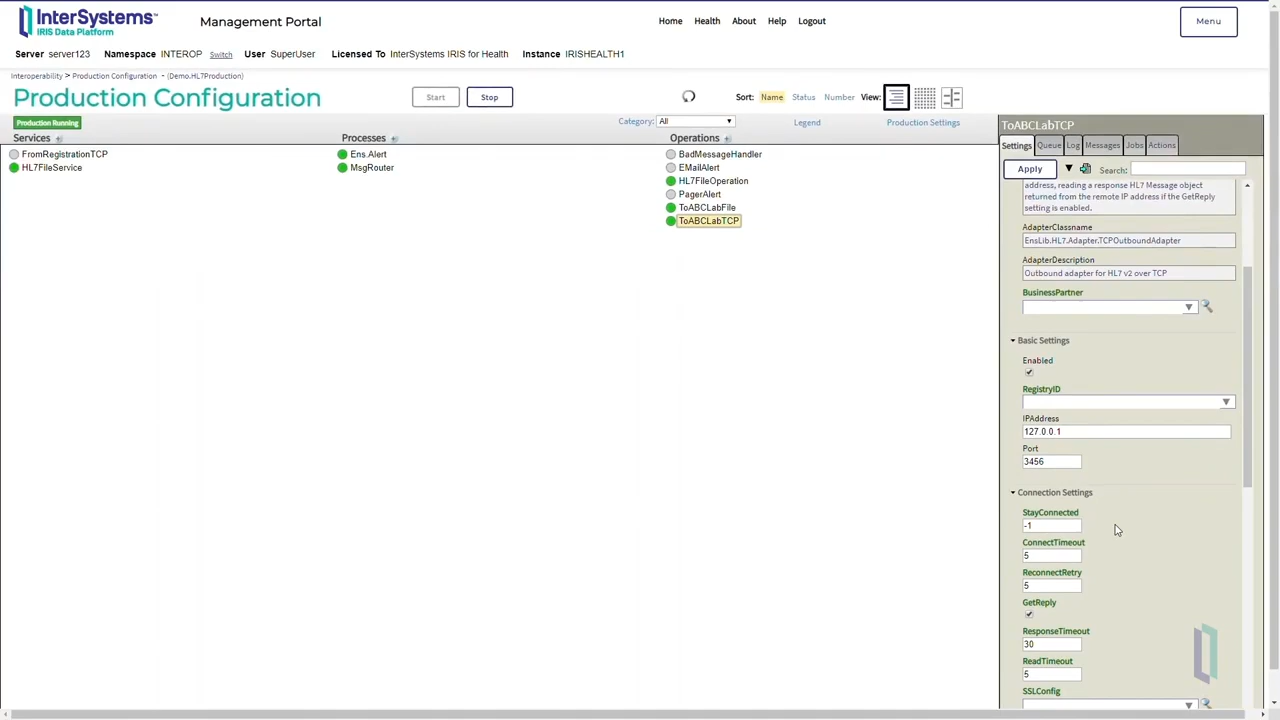 InterSystems™
IRIS Data Platform
Management Portal
Home Health About Help Logout
Menu
Server server123 Namespace INTEROP Switch User SuperUser Licensed To InterSystems IRIS for Health Instance IRISHEALTH1
Interoperability > Production Configuration - (Demo.HL7Production)
Production Configuration
Start
Stop
Sort: Name Status Number View:
Production Running
Category: All
Legend
Production Settings
Services
FromRegistrationTCP
HL7FileService
Processes
Ens.Alert
MsgRouter
Operations
BadMessageHandler
EMailAlert
HL7FileOperation
PagerAlert
ToABCLabFile
ToABCLabTCP
ToABCLabTCP
Settings Queue Log Messages Jobs Actions
Apply
Search:
address, reading a response HL7 Message object
returned from the remote IP address if the GetReply
setting is enabled.
AdapterClassname
EnsLib.HL7.Adapter.TCPOutboundAdapter
AdapterDescription
Outbound adapter for HL7 v2 over TCP
BusinessPartner
Basic Settings
Enabled
RegistryID
IPAddress
127.0.0.1
Port
3456
Connection Settings
StayConnected
-1
ConnectTimeout
5
ReconnectRetry
5
GetReply
ResponseTimeout
30
ReadTimeout
5
SSLConfig